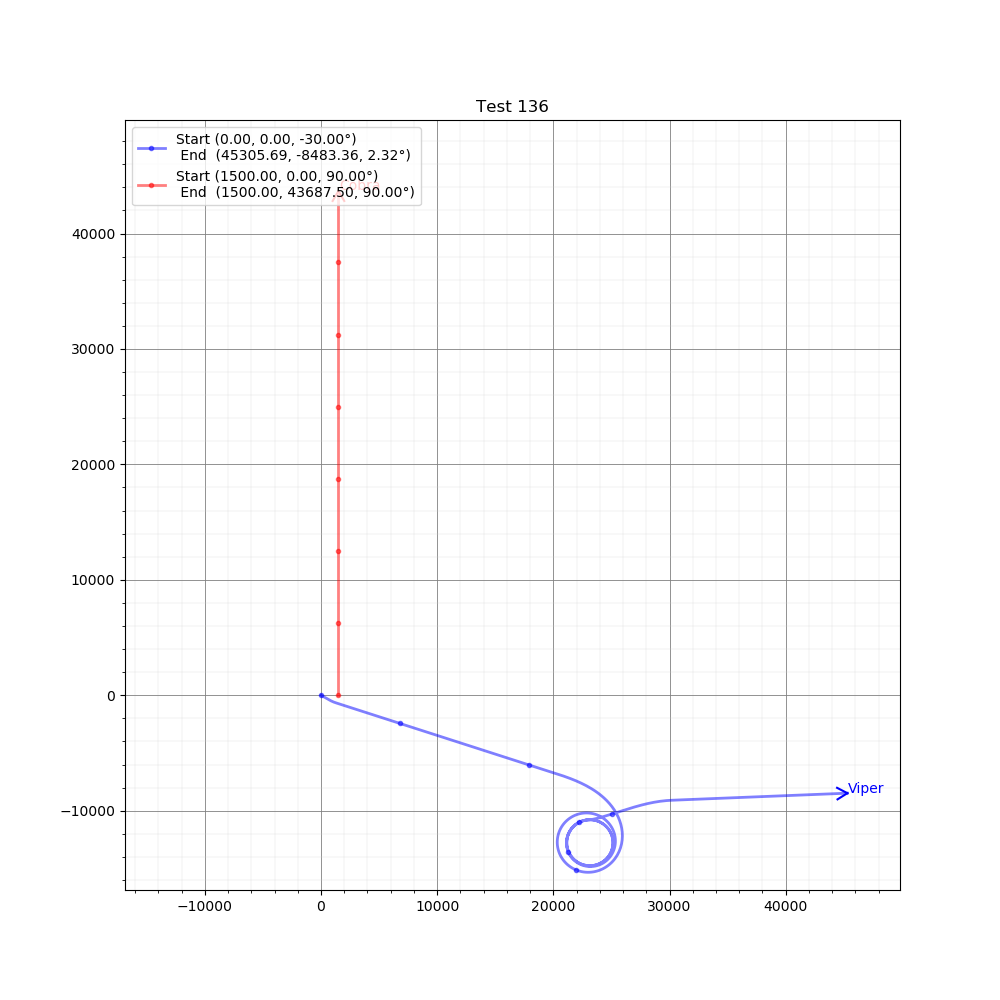 Test 136
Start (0.00, 0.00, -30.00°)
End  (45305.69, -8483.36, 2.32°)
Start (1500.00, 0.00, 90.00°)
End  (1500.00, 43687.50, 90.00°)
40000
30000
20000
10000
0
−10000
Viper
−10000
0
10000
20000
30000
40000